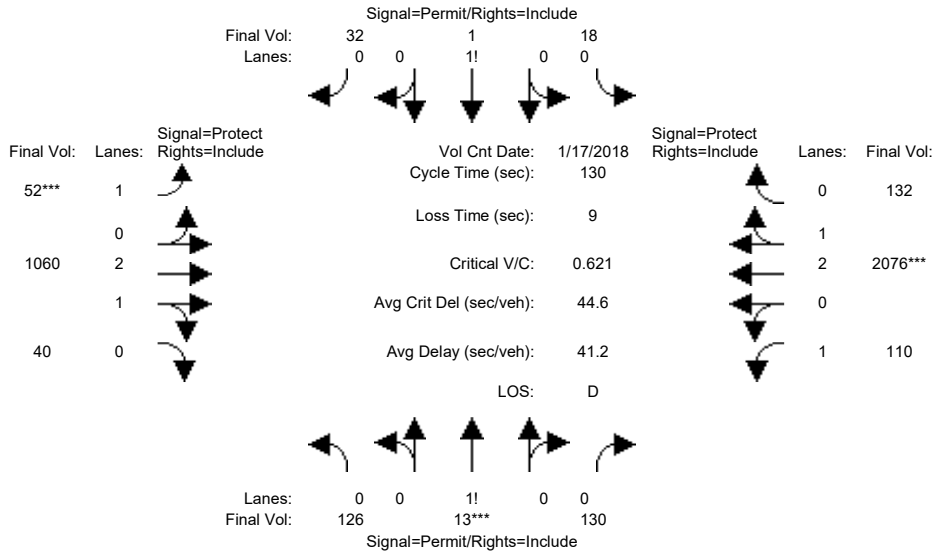 Signal=Permit/Rights=Include
Final Vol: 32 1 18
Lanes: 0 0 1! 0 0
Signal=Protect Signal=Protect
Final Vol: Lanes: Rights=Include Vol Cnt Date: 1/17/2018 Rights=Include Lanes: Final Vol:
Cycle Time (sec): 130
52*** 1 0 132
Loss Time (sec): 9
0 1
1060 2 Critical V/C: 0.621 2 2076***
1 Avg Crit Del (sec/veh): 44.6 0
40 0 Avg Delay (sec/veh): 41.2 1 110
LOS: D
Lanes: 0 0 1! 0 0
Final Vol: 126 13*** 130
Signal=Permit/Rights=Include